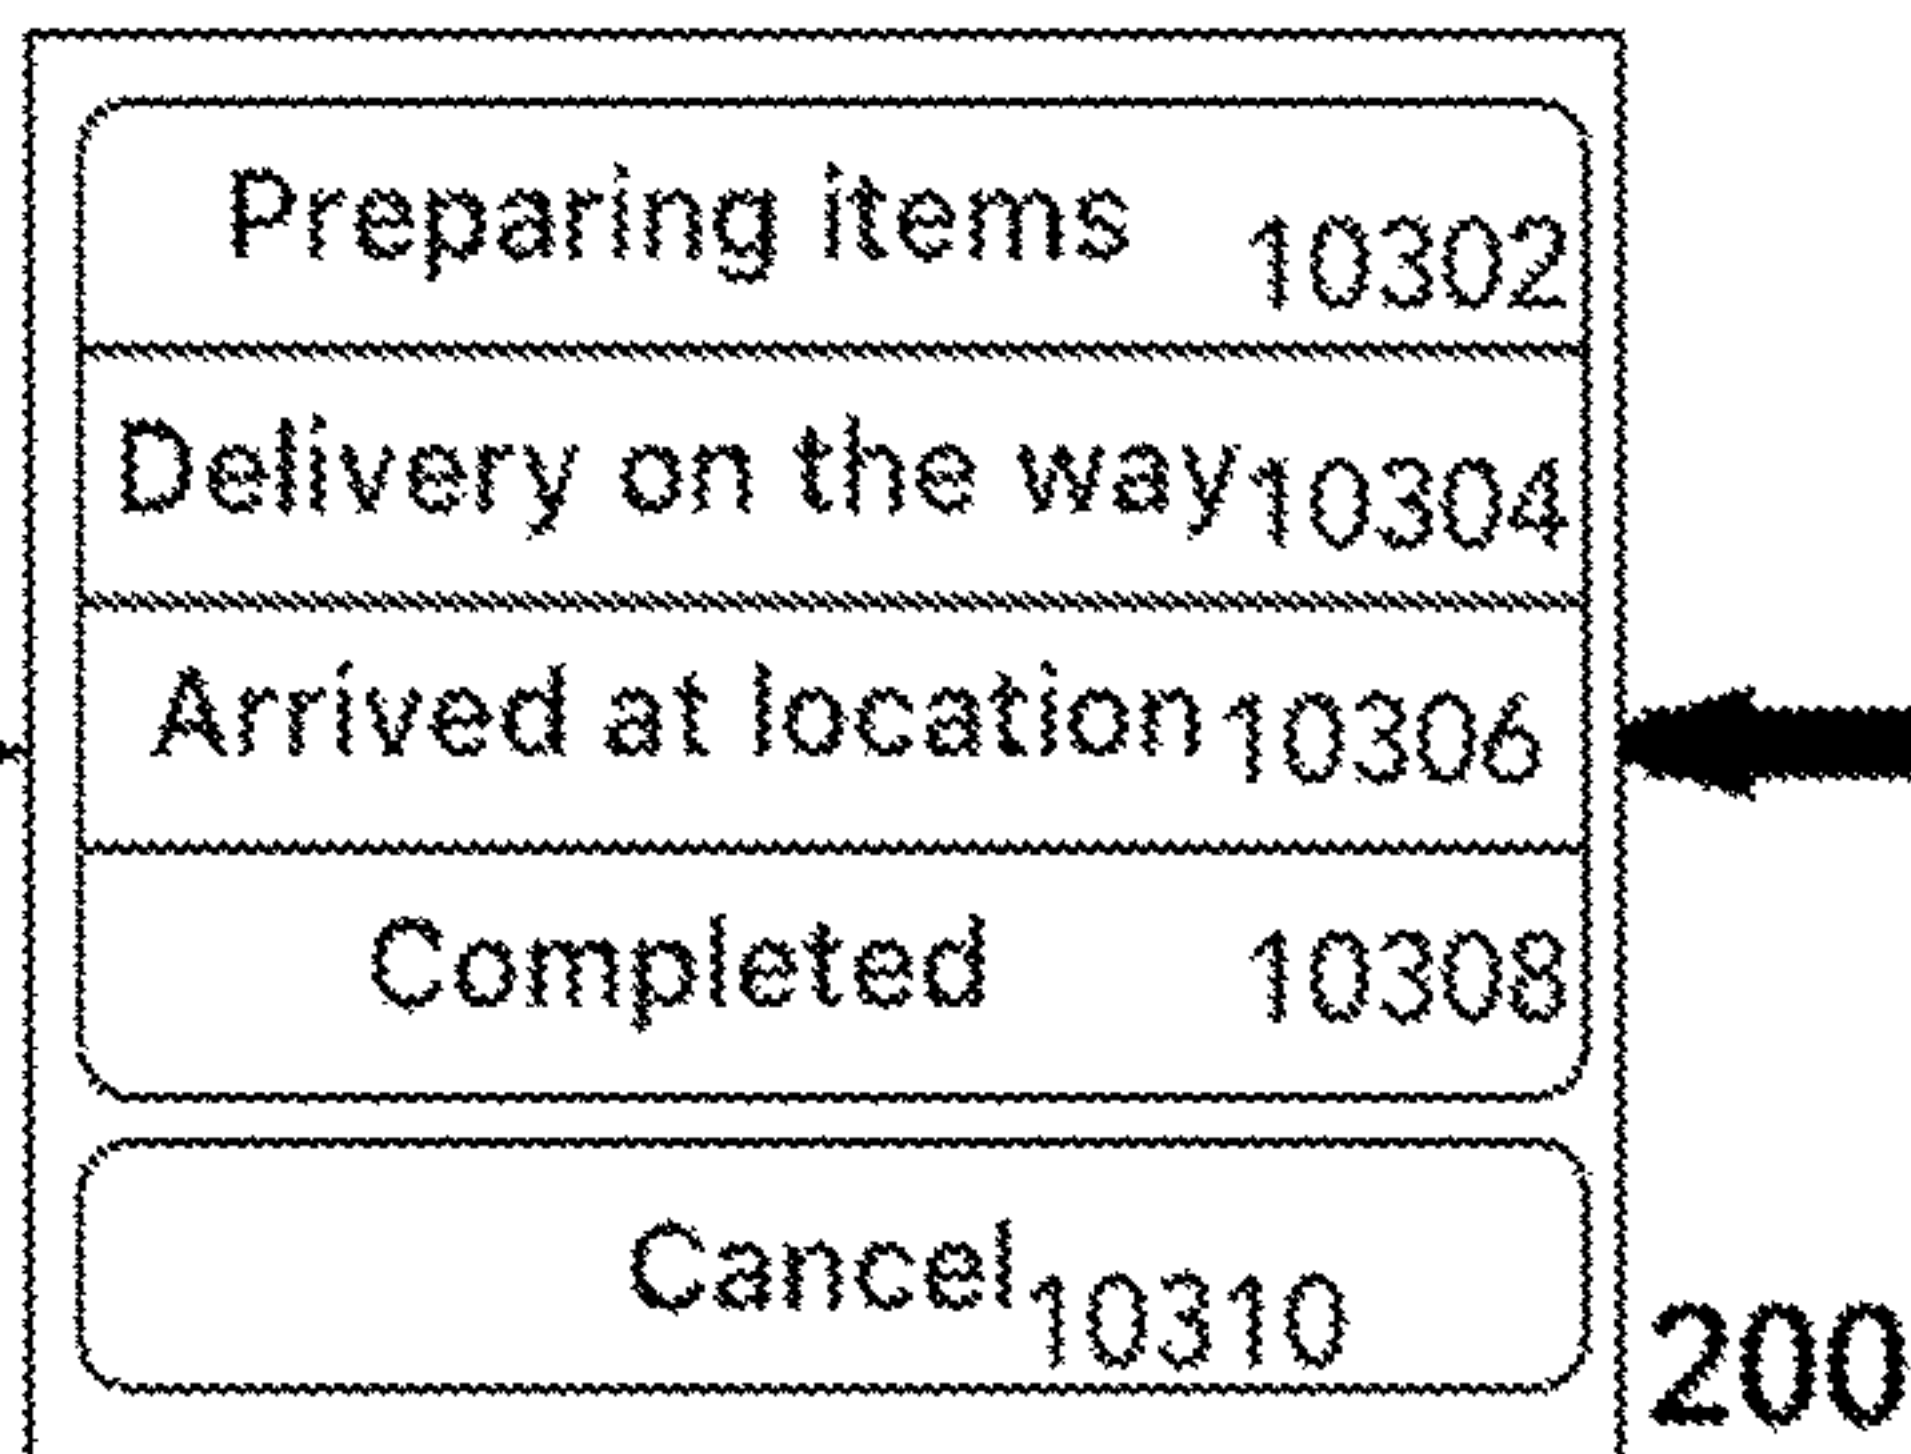 Preparing items 10302
Delivery on the way 10304
Arrived at location 10306
Completed 10308
Cancel 10310
200